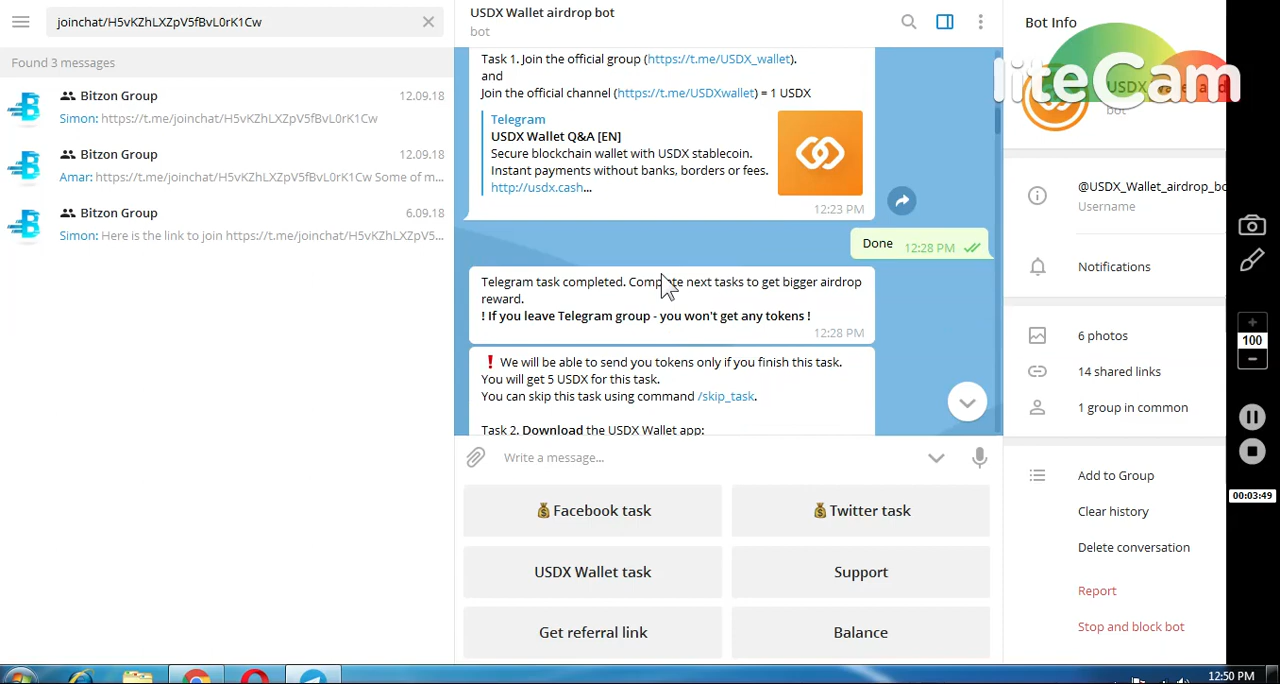 joinchat/H5vKZhLXZpV5fBvL0rK1Cw
Found 3 messages
Bitzon Group 12.09.18
Simon: https://t.me/joinchat/H5vKZhLXZpV5fBvL0rK1Cw
Bitzon Group 12.09.18
Amar: https://t.me/joinchat/H5vKZhLXZpV5fBvL0rK1Cw Some of m...
Bitzon Group 6.09.18
Simon: Here is the link to join https://t.me/joinchat/H5vKZhLXZpV5...
USDX Wallet airdrop bot
bot
Task 1. Join the official group (https://t.me/USDX_wallet).
and
Join the official channel (https://t.me/USDXwallet) = 1 USDX
Telegram
USDX Wallet Q&A [EN]
Secure blockchain wallet with USDX stablecoin.
Instant payments without banks, borders or fees.
http://usdx.cash...
12:23 PM
Done 12:28 PM
Telegram task completed. Complete next tasks to get bigger airdrop
reward.
! If you leave Telegram group - you won't get any tokens !
12:28 PM
❗ We will be able to send you tokens only if you finish this task.
You will get 5 USDX for this task.
You can skip this task using command /skip_task.
Task 2. Download the USDX Wallet app:
Write a message...
💰Facebook task
💰Twitter task
USDX Wallet task
Support
Get referral link
Balance
Bot Info
liteCam
USDX
bot
@USDX_Wallet_airdrop_bo
Username
Notifications
6 photos
14 shared links
1 group in common
Add to Group
Clear history
Delete conversation
Report
Stop and block bot
100
00:03:49
12:50 PM